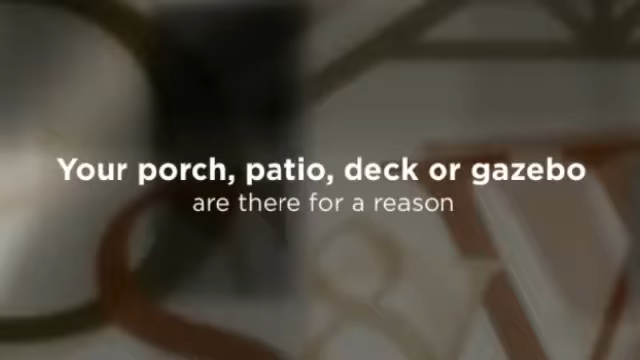 Your porch, patio, deck or gazebo
are there for a reason